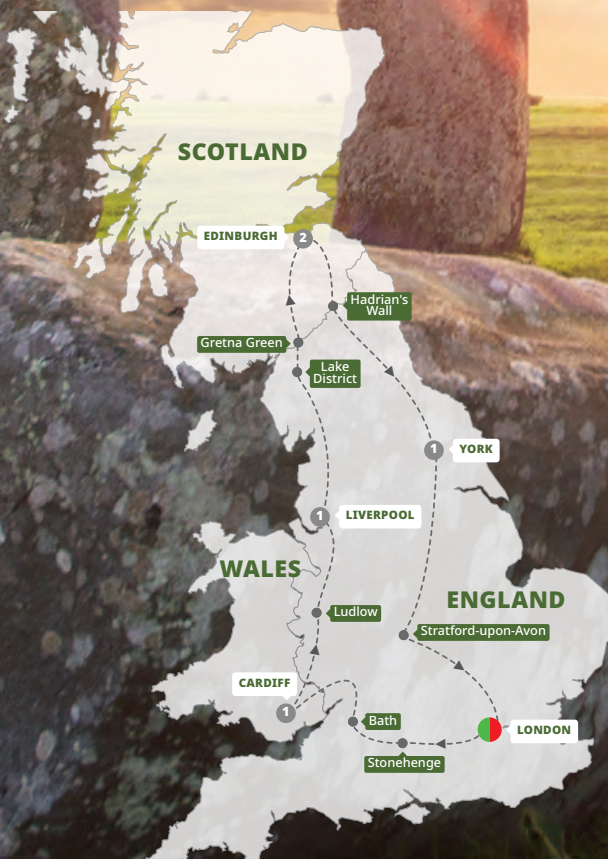 SCOTLAND
EDINBURGH
2
Hadrian's
Wall
Gretna Green
Lake
District
1
YORK
1
LIVERPOOL
WALES
ENGLAND
Ludlow
Stratford-upon-Avon
CARDIFF
1
Bath
LONDON
Stonehenge